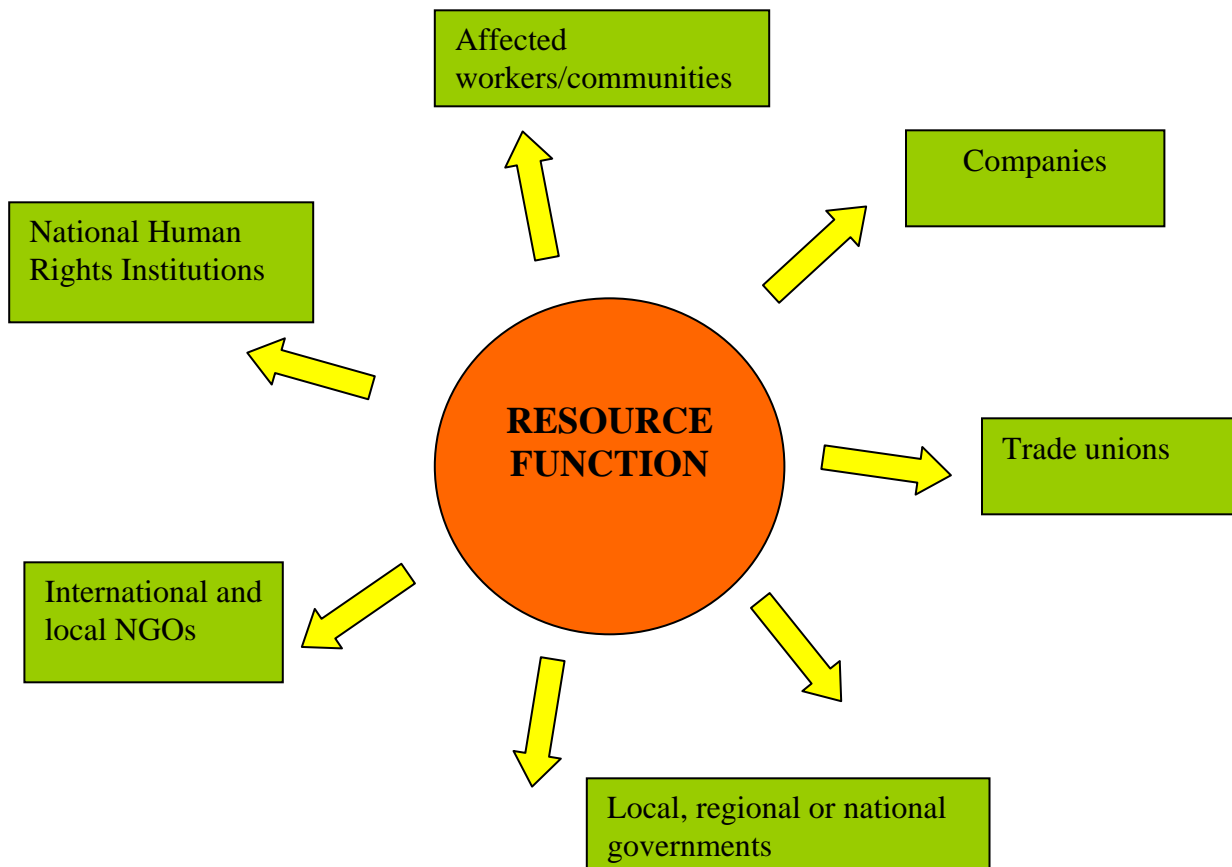 Affected
workers/communities
Companies
National Human
Rights Institutions
RESOURCE
FUNCTION
Trade unions
International and
local NGOs
Local, regional or national
governments